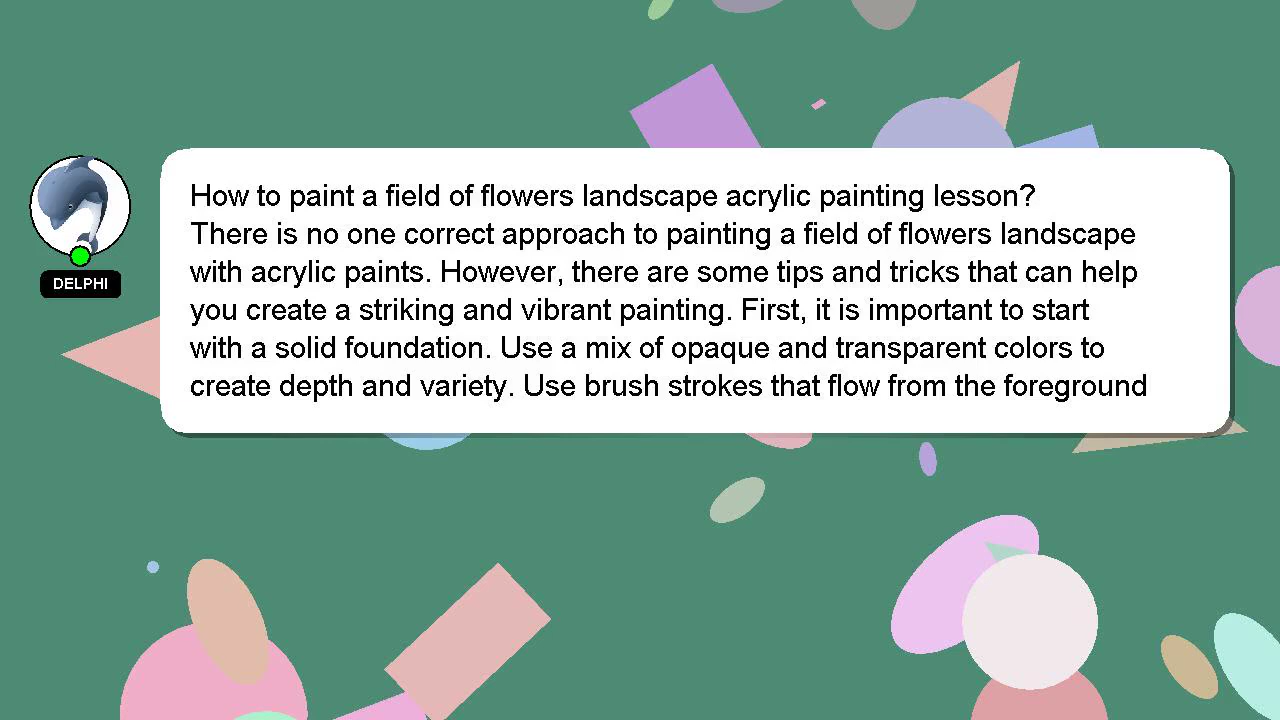 How to paint a field of flowers landscape acrylic painting lesson?
There is no one correct approach to painting a field of flowers landscape
with acrylic paints. However, there are some tips and tricks that can help
you create a striking and vibrant painting. First, it is important to start
with a solid foundation. Use a mix of opaque and transparent colors to
create depth and variety. Use brush strokes that flow from the foreground
DELPHI